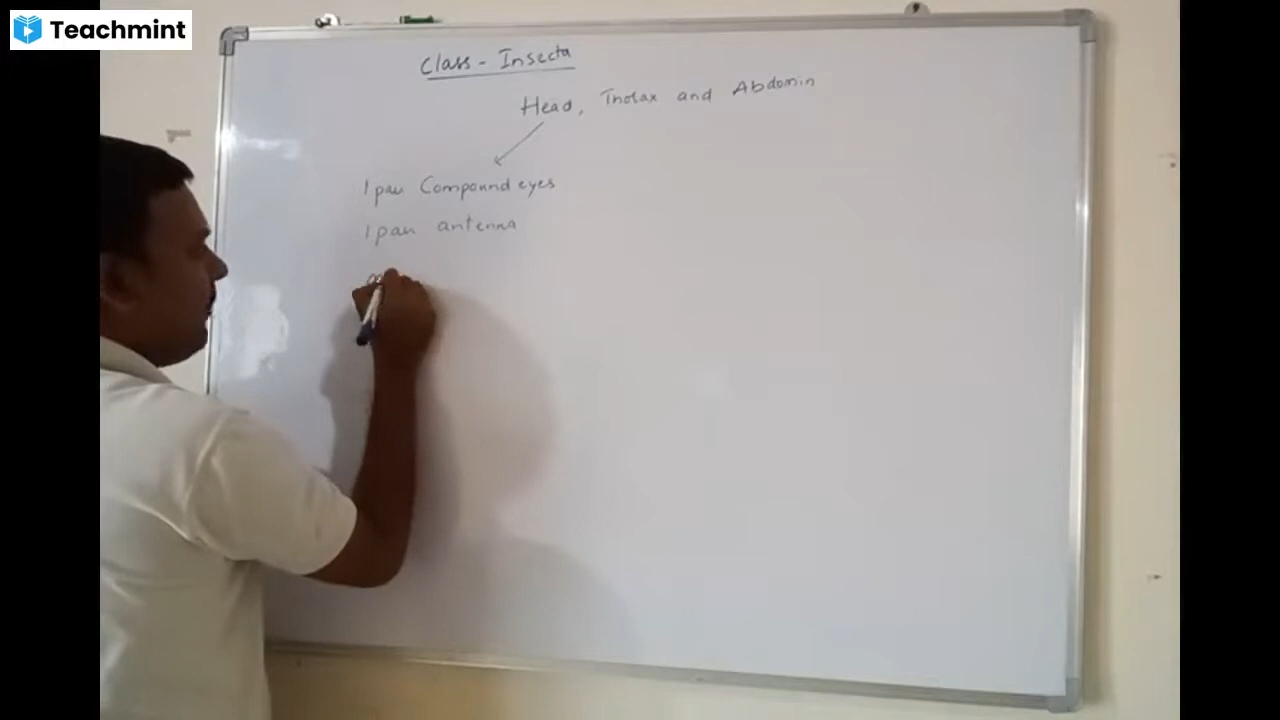 Teachmint
Class - Insecta
Head, Thorax and Abdomin
1 pair Compound eyes
1 pair antenna